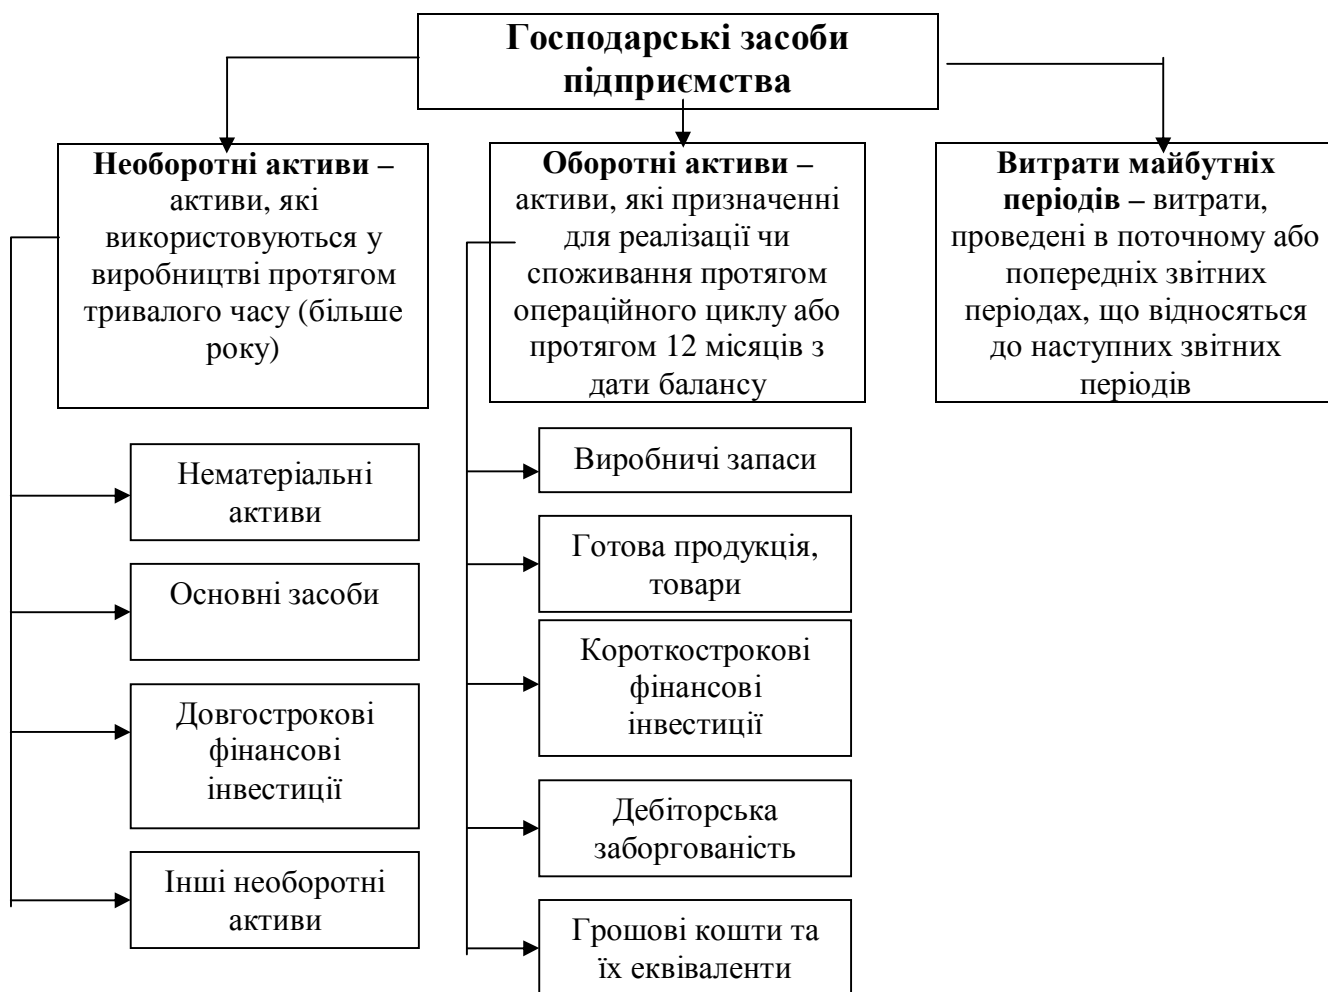 Господарські засоби
підприємства
Необоротні активи –
активи, які
використовуються у
виробництві протягом
тривалого часу (більше
року)
Нематеріальні
активи
Основні засоби
Довгострокові
фінансові
інвестиції
Інші необоротні
активи
Оборотні активи –
активи, які призначенні
для реалізації чи
споживання протягом
операційного циклу або
протягом 12 місяців з
дати балансу
Виробничі запаси
Готова продукція,
товари
Короткострокові
фінансові
інвестиції
Дебіторська
заборгованість
Грошові кошти та
їх еквіваленти
Витрати майбутніх
періодів – витрати,
проведені в поточному або
попередніх звітних
періодах, що відносяться
до наступних звітних
періодів